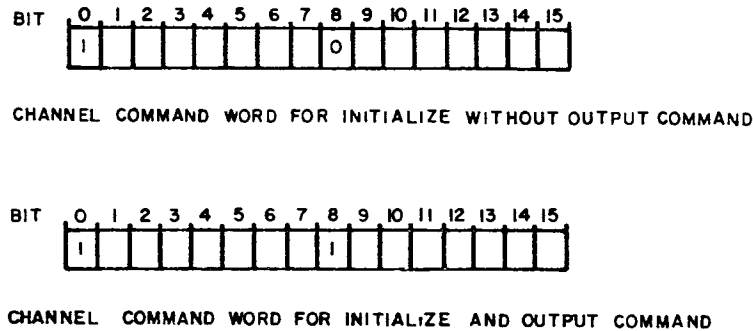 BIT 0 1 2 3 4 5 6 7 8 9 10 11 12 13 14 15
1 0
CHANNEL COMMAND WORD FOR INITIALIZE WITHOUT OUTPUT COMMAND
BIT 0 1 2 3 4 5 6 7 8 9 10 11 12 13 14 15
1 1
CHANNEL COMMAND WORD FOR INITIALIZE AND OUTPUT COMMAND